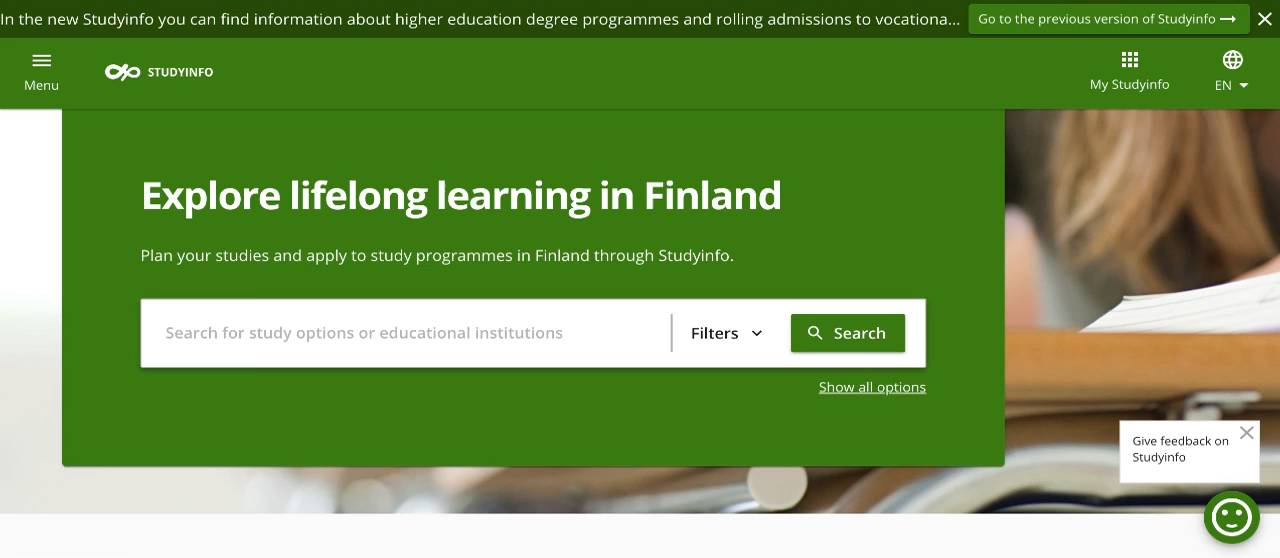 In the new Studyinfo you can find information about higher education degree programmes and rolling admissions to vocationa...
Go to the previous version of Studyinfo
Menu
STUDYINFO
My Studyinfo
EN
Explore lifelong learning in Finland
Plan your studies and apply to study programmes in Finland through Studyinfo.
Search for study options or educational institutions
Filters
Search
Show all options
Give feedback on
Studyinfo